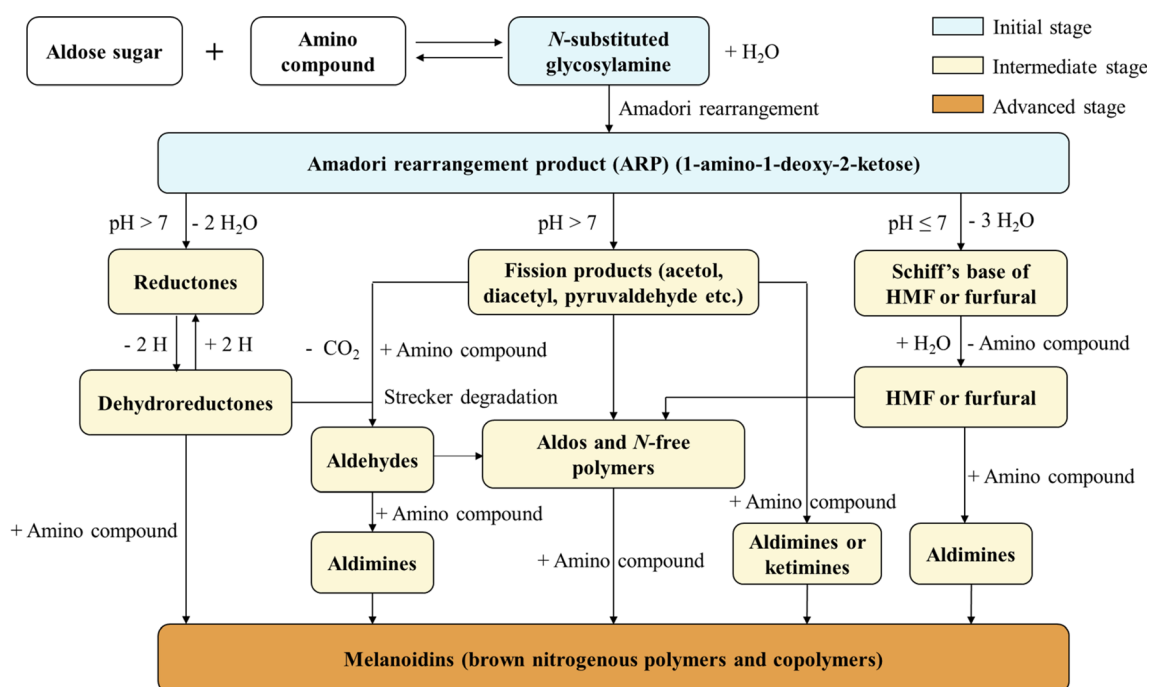 Aldose sugar
+
Amino
compound
N-substituted
glycosylamine
+ H₂O
Initial stage
Intermediate stage
Advanced stage
Amadori rearrangement
Amadori rearrangement product (ARP) (1-amino-1-deoxy-2-ketose)
pH > 7
- 2 H₂O
pH > 7
pH ≤ 7
- 3 H₂O
Reductones
Fission products (acetol,
diacetyl, pyruvaldehyde etc.)
Schiff's base of
HMF or furfural
- 2 H
+ 2 H
- CO₂
+ Amino compound
+ H₂O
- Amino compound
Dehydroreductones
Strecker degradation
HMF or furfural
Aldehydes
Aldos and N-free
polymers
+ Amino compound
+ Amino compound
+ Amino compound
+ Amino compound
+ Amino compound
Aldimines
Aldimines or
ketimines
Aldimines
Melanoidins (brown nitrogenous polymers and copolymers)